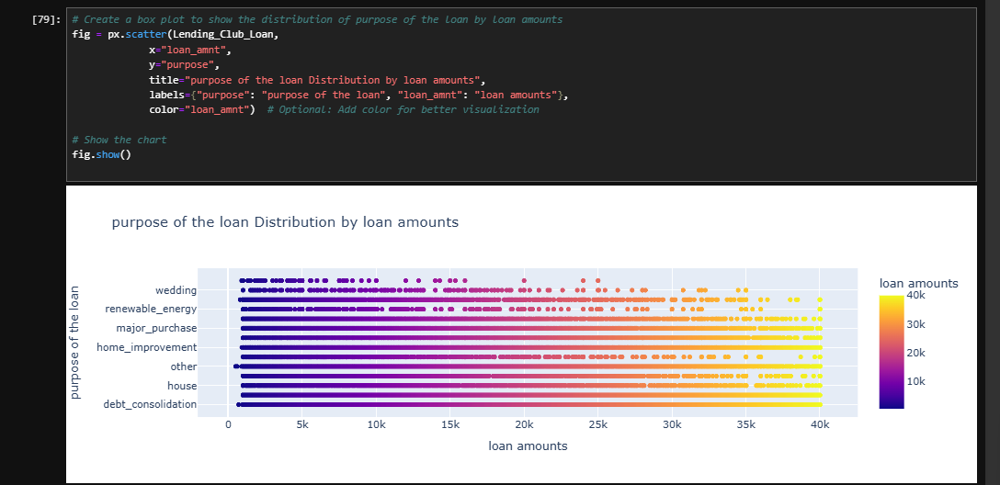 [79]: # Create a box plot to show the distribution of purpose of the loan by loan amounts
fig = px.scatter(Lending_Club_Loan,
x="loan_amnt",
y="purpose",
title="purpose of the loan Distribution by loan amounts",
labels={"purpose": "purpose of the loan", "loan_amnt": "loan amounts"},
color="loan_amnt")  # Optional: Add color for better visualization
# Show the chart
fig.show()
purpose of the loan Distribution by loan amounts
purpose of the loan
wedding
renewable_energy
major_purchase
home_improvement
other
house
debt_consolidation
0 5k 10k 15k 20k 25k 30k 35k 40k
loan amounts
loan amounts
40k
30k
20k
10k